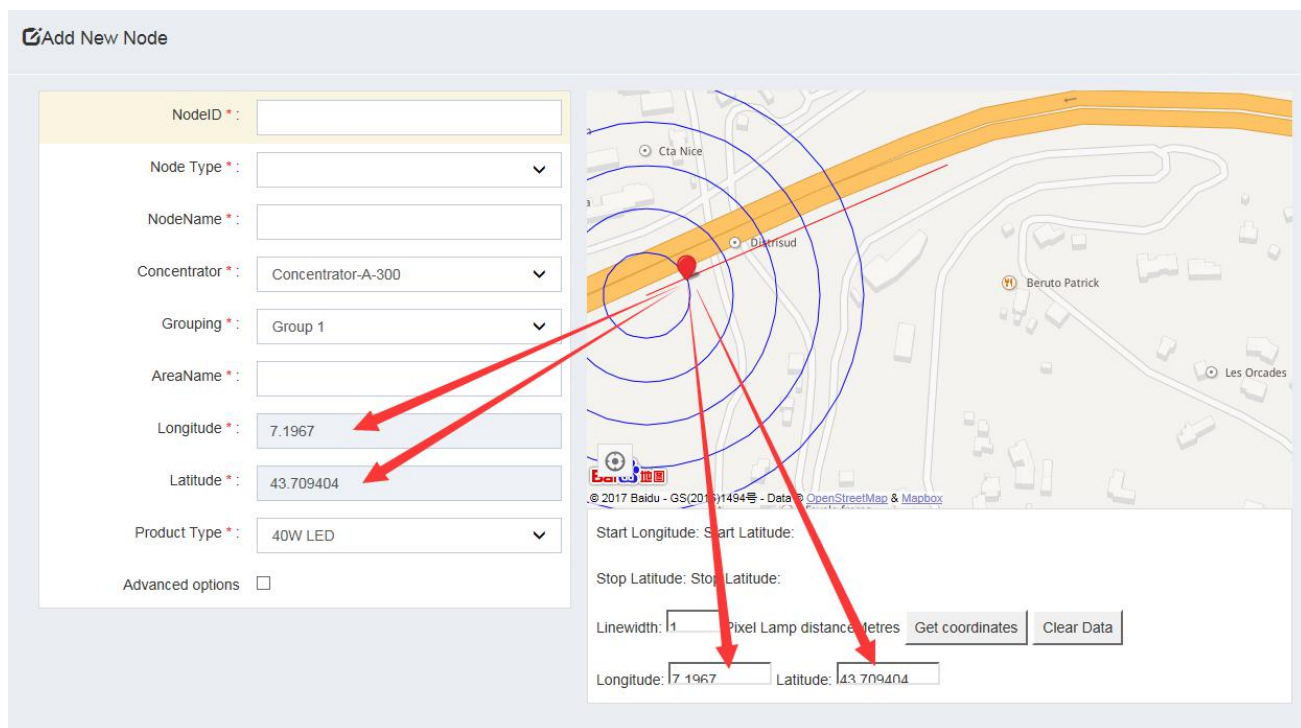 Add New Node
NodeID * :
Node Type * :
NodeName * :
Concentrator * :
Concentrator-A-300
Grouping * :
Group 1
AreaName * :
Longitude * :
7.1967
Latitude * :
43.709404
Product Type * :
40W LED
Advanced options
Cta Nice
Distrisud
Beruto Patrick
Les Orcades
地图
© 2017 Baidu - GS(2016)1494号 - Data © OpenStreetMap & Mapbox
Start Longitude: Start Latitude:
Stop Latitude: Stop Latitude:
Linewidth: 1 Pixel Lamp distance Metres Get coordinates Clear Data
Longitude: 7.1967 Latitude: 43.709404